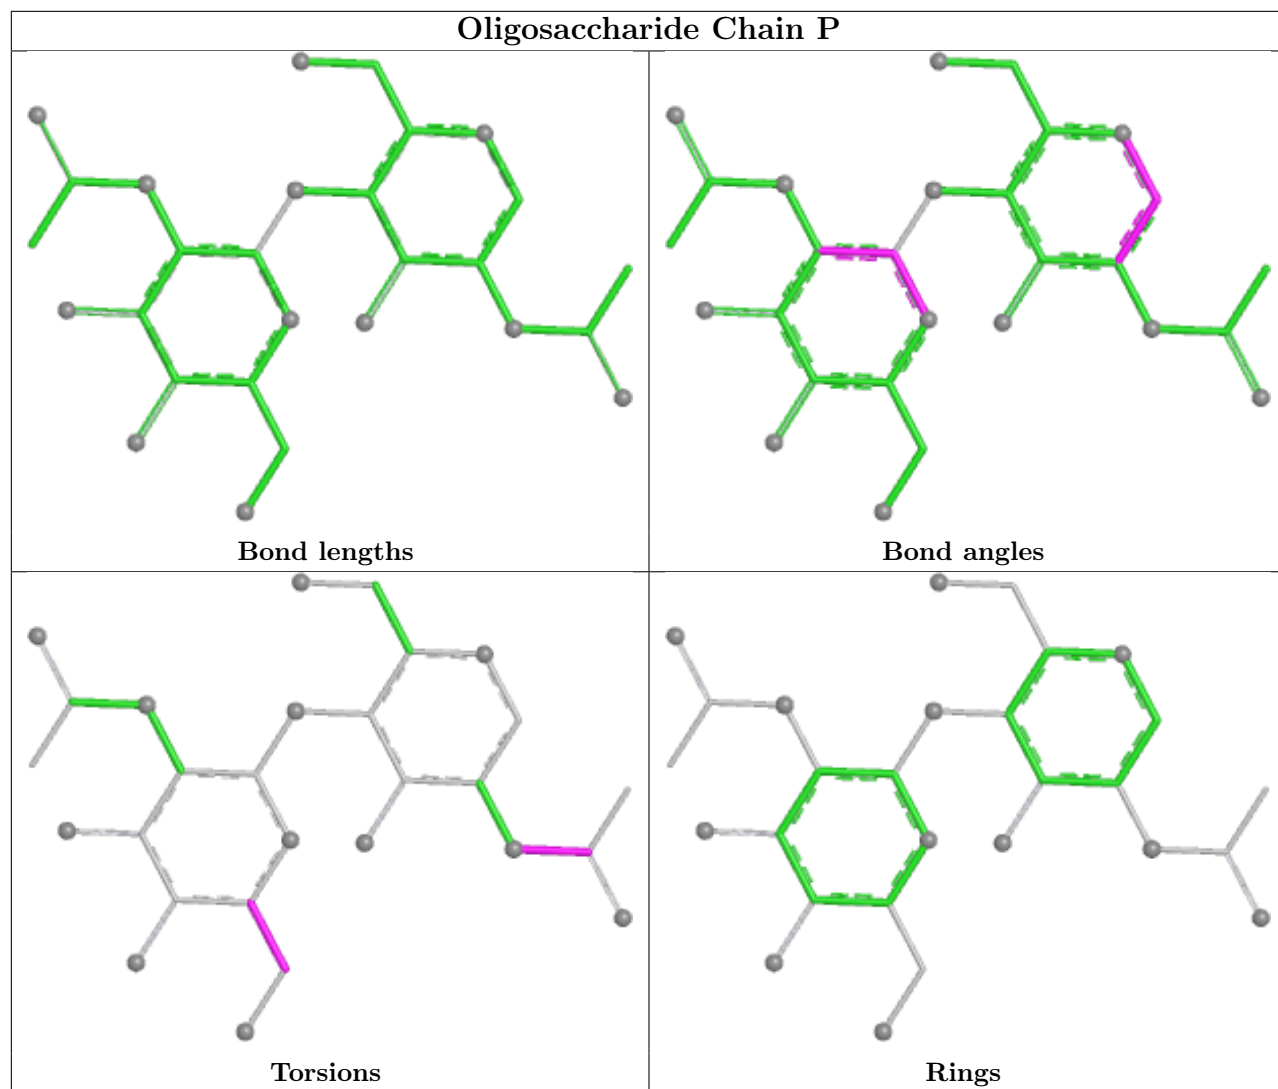 Oligosaccharide Chain P
Bond lengths
Bond angles
Torsions
Rings